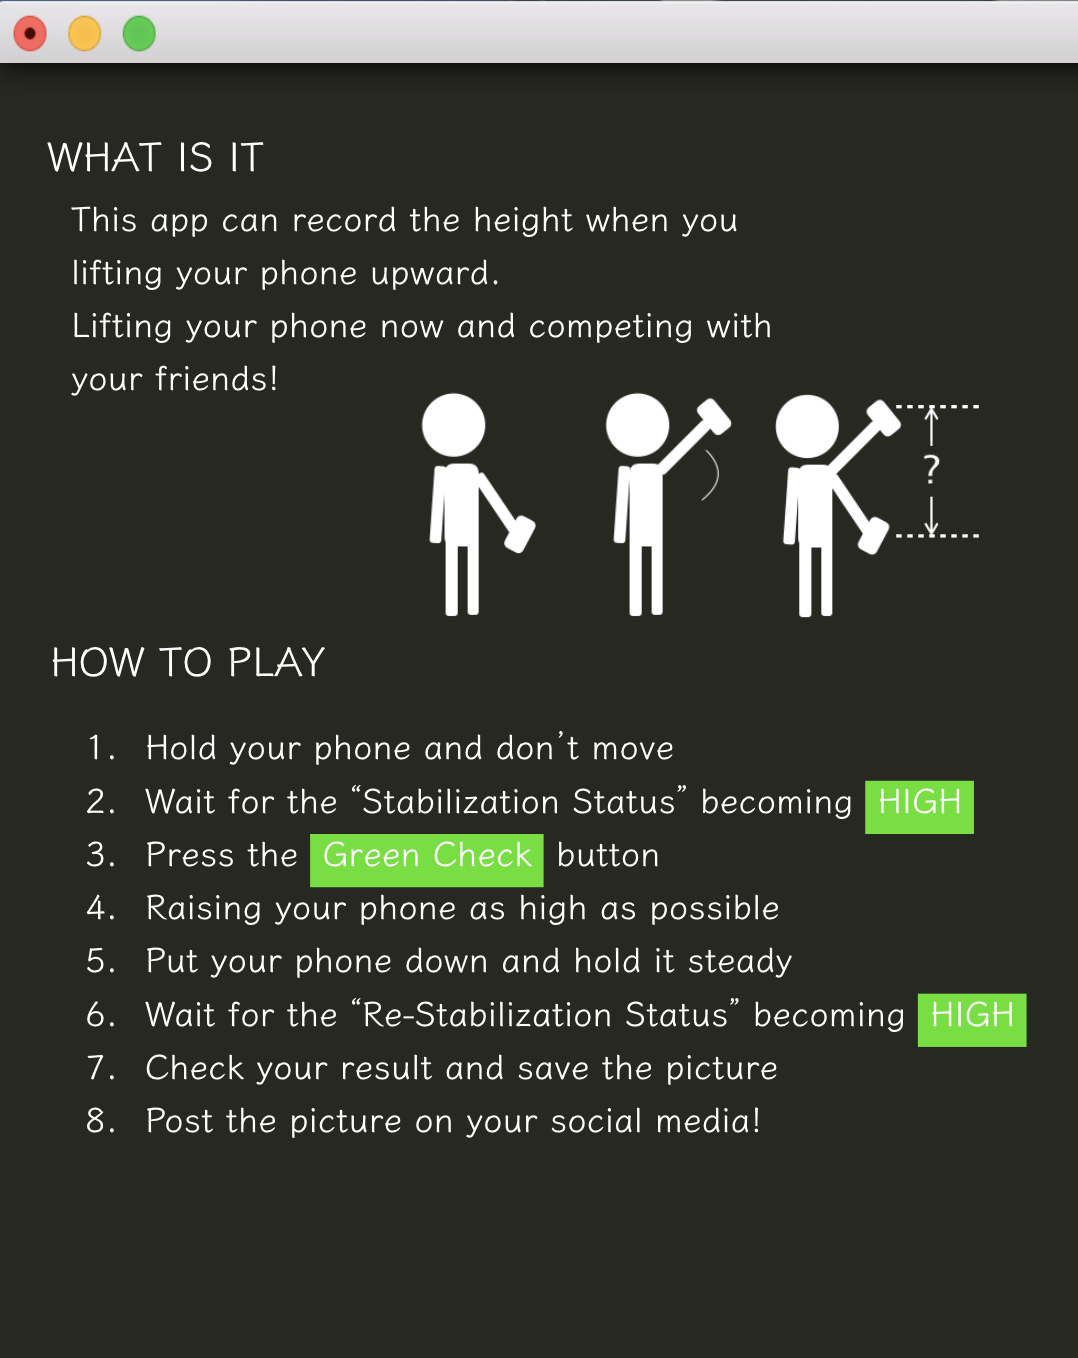 WHAT IS IT
This app can record the height when you
lifting your phone upward.
Lifting your phone now and competing with
your friends!
?
HOW TO PLAY
1. Hold your phone and don’t move
2. Wait for the “Stabilization Status” becoming HIGH
3. Press the Green Check button
4. Raising your phone as high as possible
5. Put your phone down and hold it steady
6. Wait for the “Re-Stabilization Status” becoming HIGH
7. Check your result and save the picture
8. Post the picture on your social media!